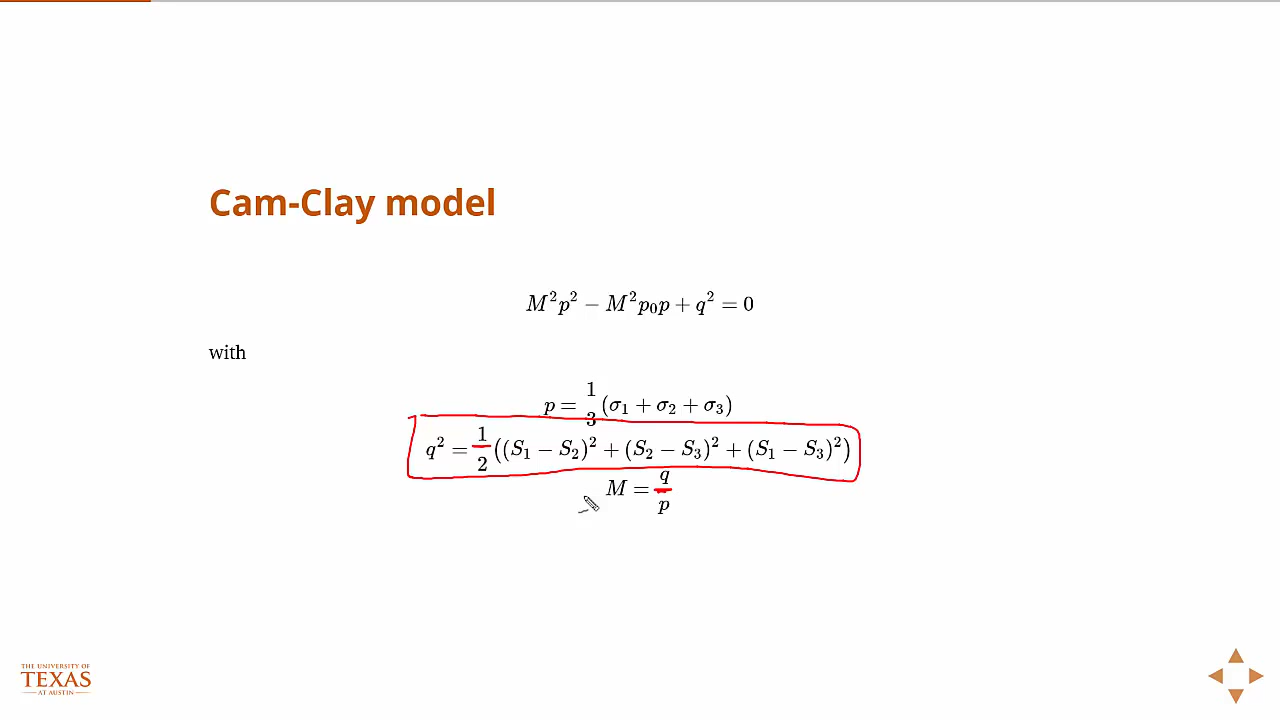 Cam-Clay model
M²p² − M²p₀p + q² = 0
with
p = 1/3 (σ₁ + σ₂ + σ₃)
q² = 1/2 ((S₁ − S₂)² + (S₂ − S₃)² + (S₁ − S₃)²)
M = q/p
THE UNIVERSITY OF
TEXAS
AT AUSTIN